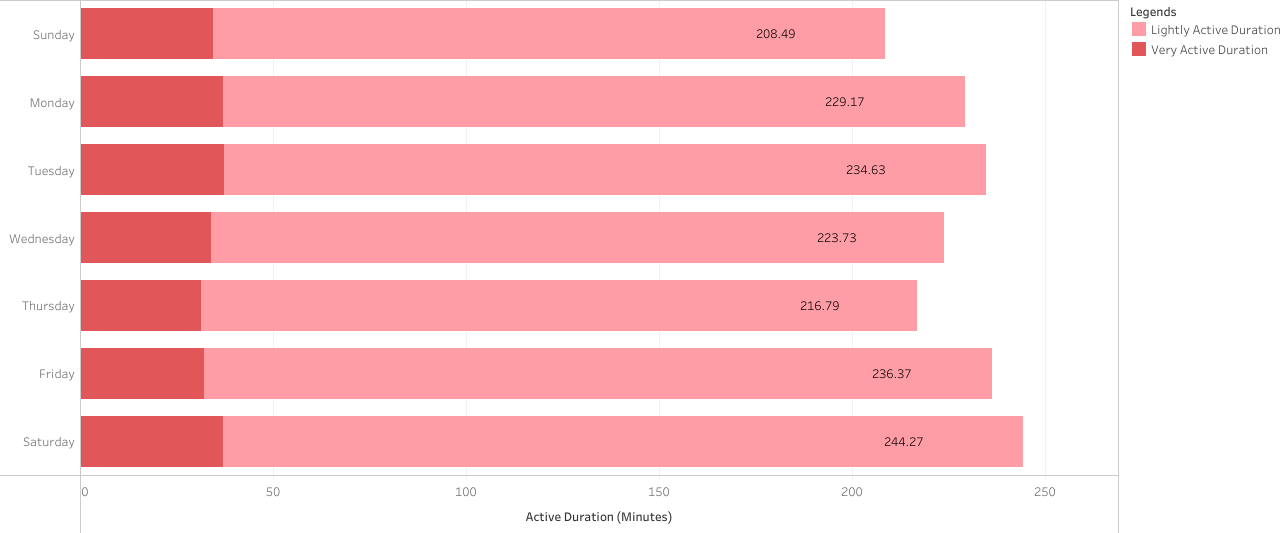 Legends
Lightly Active Duration
Very Active Duration
Sunday 208.49
Monday 229.17
Tuesday 234.63
Wednesday 223.73
Thursday 216.79
Friday 236.37
Saturday 244.27
0 50 100 150 200 250
Active Duration (Minutes)